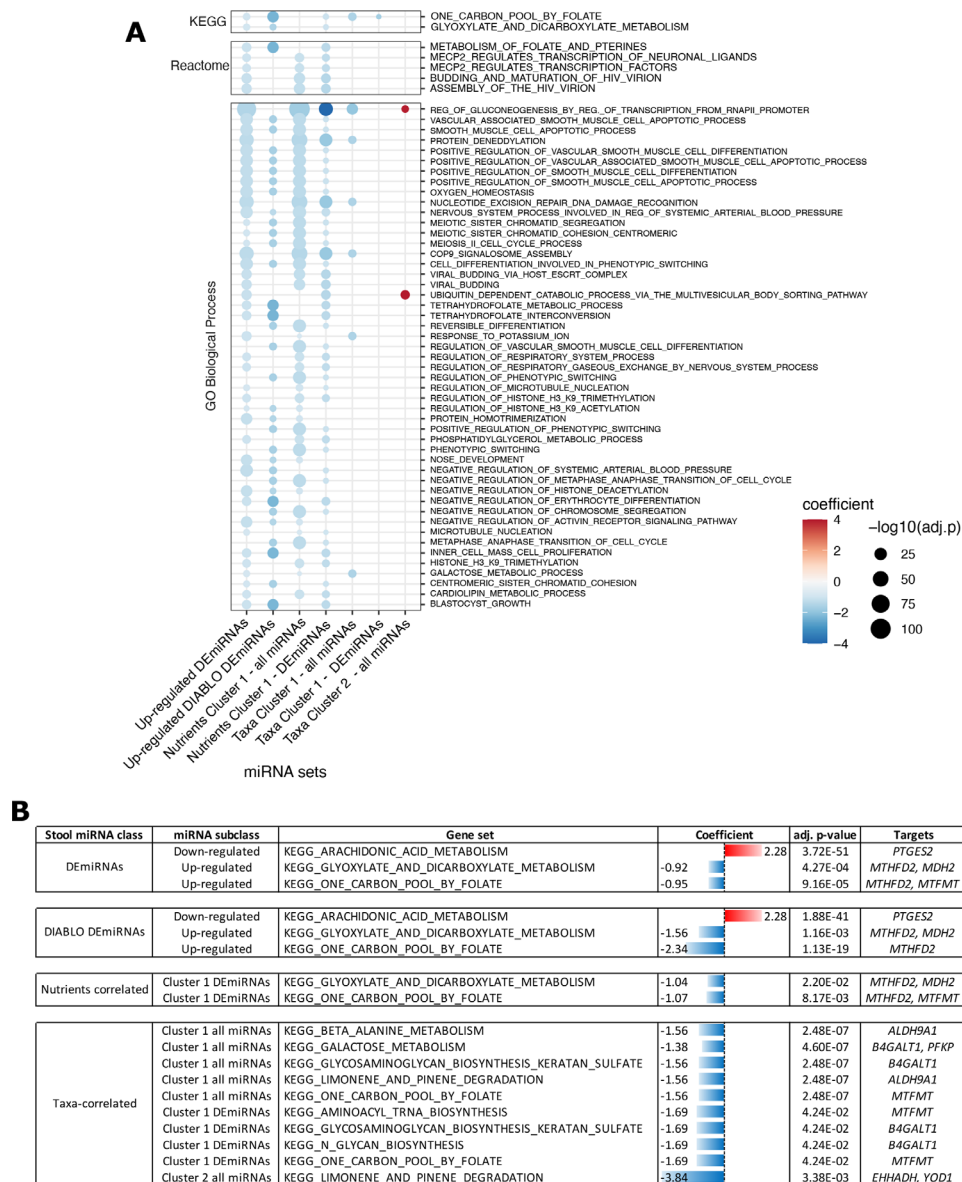 A
KEGG
ONE_CARBON_POOL_BY_FOLATE
GLYOXYLATE_AND_DICARBOXYLATE_METABOLISM
Reactome
METABOLISM_OF_FOLATE_AND_PTERINES
MECP2_REGULATES_TRANSCRIPTION_OF_NEURONAL_LIGANDS
MECP2_REGULATES_TRANSCRIPTION_FACTORS
BUDDING_AND_MATURATION_OF_HIV_VIRION
ASSEMBLY_OF_THE_HIV_VIRION
GO Biological Process
REG_OF_GLUCONEOGENESIS_BY_REG_OF_TRANSCRIPTION_FROM_RNAPII_PROMOTER
VASCULAR_ASSOCIATED_SMOOTH_MUSCLE_CELL_APOPTOTIC_PROCESS
SMOOTH_MUSCLE_CELL_APOPTOTIC_PROCESS
PROTEIN_DENEDDYLATION
POSITIVE_REGULATION_OF_VASCULAR_SMOOTH_MUSCLE_CELL_DIFFERENTIATION
POSITIVE_REGULATION_OF_VASCULAR_ASSOCIATED_SMOOTH_MUSCLE_CELL_APOPTOTIC_PROCESS
POSITIVE_REGULATION_OF_SMOOTH_MUSCLE_CELL_DIFFERENTIATION
POSITIVE_REGULATION_OF_SMOOTH_MUSCLE_CELL_APOPTOTIC_PROCESS
OXYGEN_HOMEOSTASIS
NUCLEOTIDE_EXCISION_REPAIR_DNA_DAMAGE_RECOGNITION
NERVOUS_SYSTEM_PROCESS_INVOLVED_IN_REG_OF_SYSTEMIC_ARTERIAL_BLOOD_PRESSURE
MEIOTIC_SISTER_CHROMATID_SEGREGATION
MEIOTIC_SISTER_CHROMATID_COHESION_CENTROMERIC
MEIOSIS_II_CELL_CYCLE_PROCESS
COP9_SIGNALOSOME_ASSEMBLY
CELL_DIFFERENTIATION_INVOLVED_IN_PHENOTYPIC_SWITCHING
VIRAL_BUDDING_VIA_HOST_ESCRT_COMPLEX
VIRAL_BUDDING
UBIQUITIN_DEPENDENT_CATABOLIC_PROCESS_VIA_THE_MULTIVESICULAR_BODY_SORTING_PATHWAY
TETRAHYDROFOLATE_METABOLIC_PROCESS
TETRAHYDROFOLATE_INTERCONVERSION
REVERSIBLE_DIFFERENTIATION
RESPONSE_TO_POTASSIUM_ION
REGULATION_OF_VASCULAR_SMOOTH_MUSCLE_CELL_DIFFERENTIATION
REGULATION_OF_RESPIRATORY_SYSTEM_PROCESS
REGULATION_OF_RESPIRATORY_GASEOUS_EXCHANGE_BY_NERVOUS_SYSTEM_PROCESS
REGULATION_OF_PHENOTYPIC_SWITCHING
REGULATION_OF_MICROTUBULE_NUCLEATION
REGULATION_OF_HISTONE_H3_K9_TRIMETHYLATION
REGULATION_OF_HISTONE_H3_K9_ACETYLATION
PROTEIN_HOMOTRIMERIZATION
POSITIVE_REGULATION_OF_PHENOTYPIC_SWITCHING
PHOSPHATIDYLGLYCEROL_METABOLIC_PROCESS
PHENOTYPIC_SWITCHING
NOSE_DEVELOPMENT
NEGATIVE_REGULATION_OF_SYSTEMIC_ARTERIAL_BLOOD_PRESSURE
NEGATIVE_REGULATION_OF_METAPHASE_ANAPHASE_TRANSITION_OF_CELL_CYCLE
NEGATIVE_REGULATION_OF_HISTONE_DEACETYLATION
NEGATIVE_REGULATION_OF_ERYTHROCYTE_DIFFERENTIATION
NEGATIVE_REGULATION_OF_CHROMOSOME_SEGREGATION
NEGATIVE_REGULATION_OF_ACTIVIN_RECEPTOR_SIGNALING_PATHWAY
MICROTUBULE_NUCLEATION
METAPHASE_ANAPHASE_TRANSITION_OF_CELL_CYCLE
INNER_CELL_MASS_CELL_PROLIFERATION
HISTONE_H3_K9_TRIMETHYLATION
GALACTOSE_METABOLIC_PROCESS
CENTROMERIC_SISTER_CHROMATID_COHESION
CARDIOLIPIN_METABOLIC_PROCESS
BLASTOCYST_GROWTH
Up-regulated DEmiRNAs
Up-regulated DIABLO DEmiRNAs
Nutrients Cluster 1 - all miRNAs
Nutrients Cluster 1 - DEmiRNAs
Taxa Cluster 1 - all miRNAs
Taxa Cluster 1 - DEmiRNAs
Taxa Cluster 2 - all miRNAs
miRNA sets
coefficient
4
2
0
−2
−4
−log10(adj.p)
25
50
75
100
B
Stool miRNA class miRNA subclass Gene set Coefficient adj. p-value Targets
DEmiRNAs
Down-regulated KEGG_ARACHIDONIC_ACID_METABOLISM 2.28 3.72E-51 PTGES2
Up-regulated KEGG_GLYOXYLATE_AND_DICARBOXYLATE_METABOLISM -0.92 4.27E-04 MTHFD2, MDH2
Up-regulated KEGG_ONE_CARBON_POOL_BY_FOLATE -0.95 9.16E-05 MTHFD2, MTFMT
DIABLO DEmiRNAs
Down-regulated KEGG_ARACHIDONIC_ACID_METABOLISM 2.28 1.88E-41 PTGES2
Up-regulated KEGG_GLYOXYLATE_AND_DICARBOXYLATE_METABOLISM -1.56 1.16E-03 MTHFD2, MDH2
Up-regulated KEGG_ONE_CARBON_POOL_BY_FOLATE -2.34 1.13E-19 MTHFD2
Nutrients correlated
Cluster 1 DEmiRNAs KEGG_GLYOXYLATE_AND_DICARBOXYLATE_METABOLISM -1.04 2.20E-02 MTHFD2, MDH2
Cluster 1 DEmiRNAs KEGG_ONE_CARBON_POOL_BY_FOLATE -1.07 8.17E-03 MTHFD2, MTFMT
Taxa-correlated
Cluster 1 all miRNAs KEGG_BETA_ALANINE_METABOLISM -1.56 2.48E-07 ALDH9A1
Cluster 1 all miRNAs KEGG_GALACTOSE_METABOLISM -1.38 4.60E-07 B4GALT1, PFKP
Cluster 1 all miRNAs KEGG_GLYCOSAMINOGLYCAN_BIOSYNTHESIS_KERATAN_SULFATE -1.56 2.48E-07 B4GALT1
Cluster 1 all miRNAs KEGG_LIMONENE_AND_PINENE_DEGRADATION -1.56 2.48E-07 ALDH9A1
Cluster 1 all miRNAs KEGG_ONE_CARBON_POOL_BY_FOLATE -1.56 2.48E-07 MTFMT
Cluster 1 DEmiRNAs KEGG_AMINOACYL_TRNA_BIOSYNTHESIS -1.69 4.24E-02 MTFMT
Cluster 1 DEmiRNAs KEGG_GLYCOSAMINOGLYCAN_BIOSYNTHESIS_KERATAN_SULFATE -1.69 4.24E-02 B4GALT1
Cluster 1 DEmiRNAs KEGG_N_GLYCAN_BIOSYNTHESIS -1.69 4.24E-02 B4GALT1
Cluster 1 DEmiRNAs KEGG_ONE_CARBON_POOL_BY_FOLATE -1.69 4.24E-02 MTFMT
Cluster 2 all miRNAs KEGG_LIMONENE_AND_PINENE_DEGRADATION -3.84 3.38E-03 EHHADH, YOD1